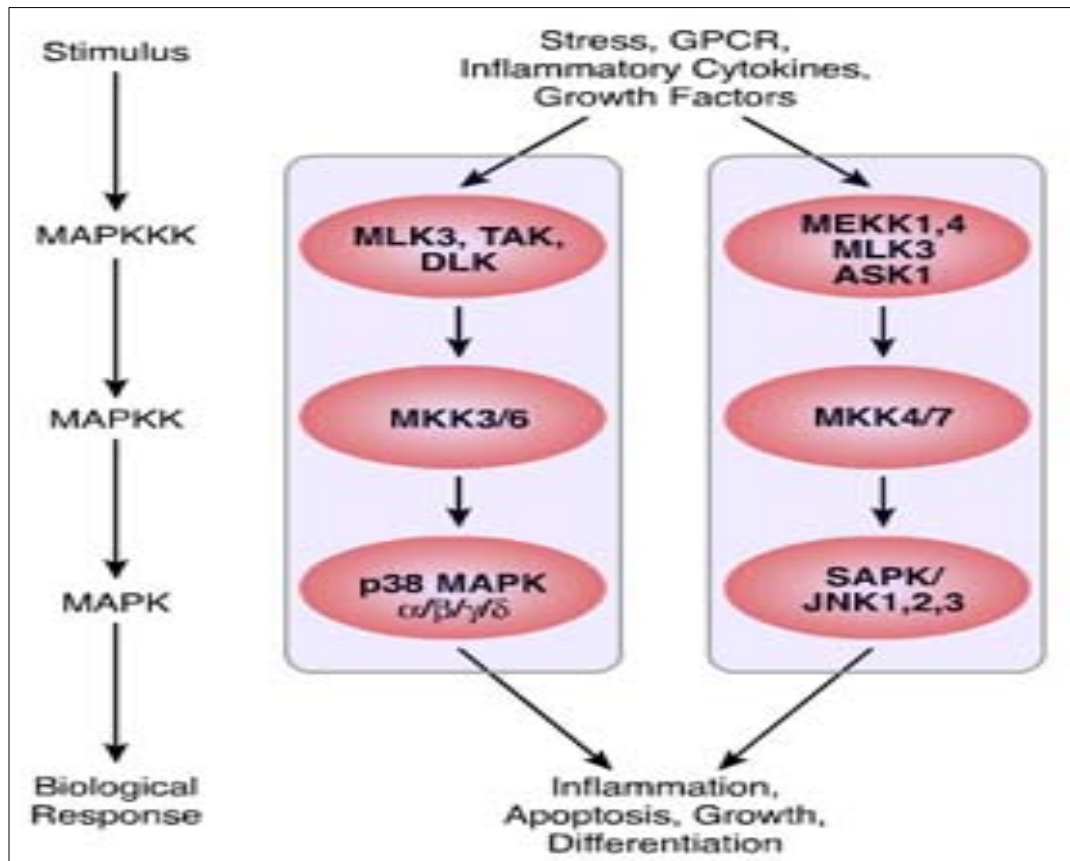 Stimulus
MAPKKK
MAPKK
MAPK
Biological
Response
Stress, GPCR,
Inflammatory Cytokines,
Growth Factors
MLK3, TAK,
DLK
MKK3/6
p38 MAPK
α/β/γ/δ
MEKK1,4
MLK3
ASK1
MKK4/7
SAPK/
JNK1,2,3
Inflammation,
Apoptosis, Growth,
Differentiation